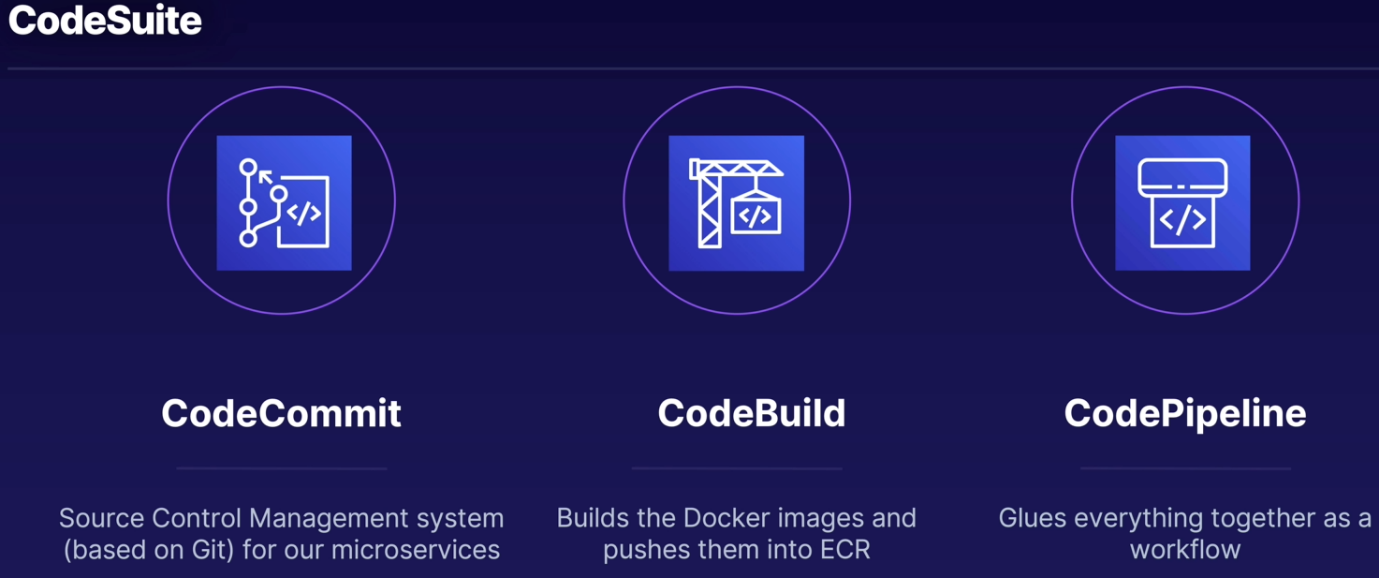 CodeSuite
</>
</>
</>
CodeCommit
CodeBuild
CodePipeline
Source Control Management system
(based on Git) for our microservices
Builds the Docker images and
pushes them into ECR
Glues everything together as a
workflow